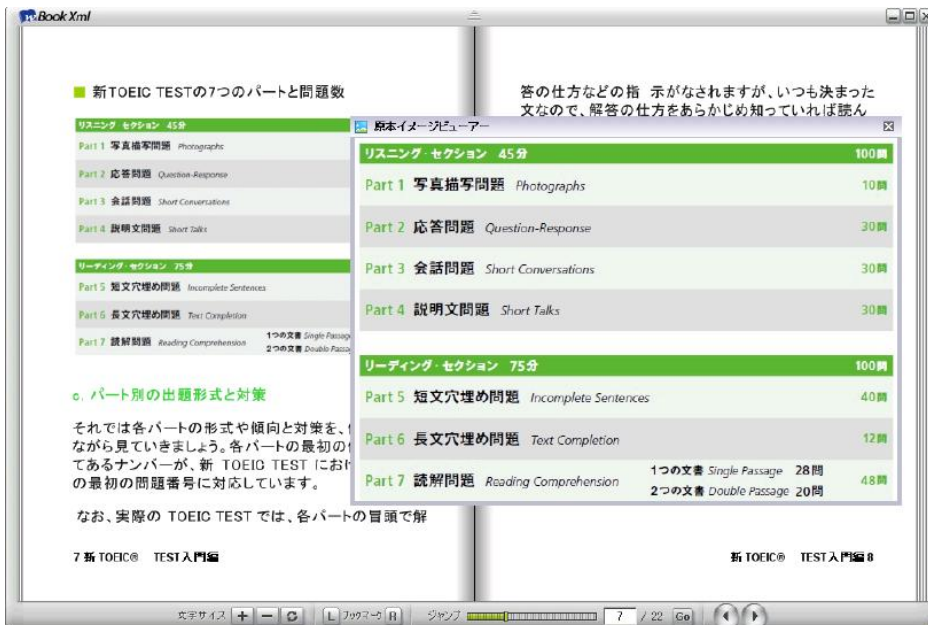 Book Xml
■ 新TOEIC TESTの7つのパートと問題数
リスニング・セクション 45分
Part 1 写真描写問題 Photographs
Part 2 応答問題 Question-Response
Part 3 会話問題 Short Conversations
Part 4 説明文問題 Short Talks
リーディング・セクション 75分
Part 5 短文穴埋め問題 Incomplete Sentences
Part 6 長文穴埋め問題 Text Completion
Part 7 読解問題 Reading Comprehension
1つの文書 Single Passag
2つの文書 Double Passa
c. パート別の出題形式と対策
それでは各パートの形式や傾向と対策を、
ながら見ていきましょう。各パートの最初の
てあるナンバーが、新 TOEIC TEST におけ
の最初の問題番号に対応しています。
なお、実際の TOEIC TEST では、各パートの冒頭で解
7 新 TOEIC® TEST入門編
答の仕方などの指 示がなされますが、いつも決まった
文なので、解答の仕方をあらかじめ知っていれば読ん
原本イメージビューアー
リスニング・セクション 45分 100問
Part 1 写真描写問題 Photographs 10問
Part 2 応答問題 Question-Response 30問
Part 3 会話問題 Short Conversations 30問
Part 4 説明文問題 Short Talks 30問
リーディング・セクション 75分 100問
Part 5 短文穴埋め問題 Incomplete Sentences 40問
Part 6 長文穴埋め問題 Text Completion 12問
Part 7 読解問題 Reading Comprehension 1つの文書 Single Passage 28問 48問
2つの文書 Double Passage 20問
新 TOEIC® TEST入門編 8
文字サイズ + - L ブックマーク R ジャンプ 7 / 22 Go